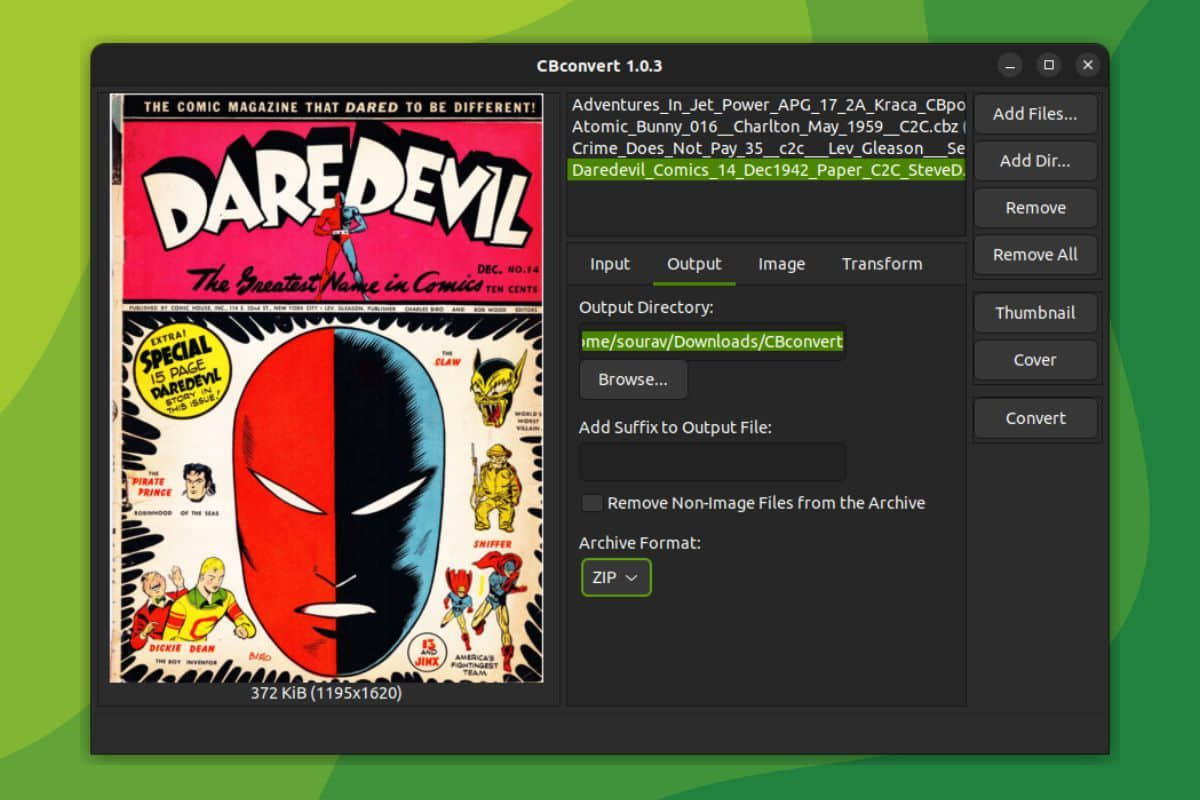 CBconvert 1.0.3
THE COMIC MAGAZINE THAT DARED TO BE DIFFERENT!
DAREDEVIL
The Greatest Name in Comics
DEC. NO.14
TEN CENTS
PUBLISHED BY COMIC HOUSE, INC., 114 E. 32nd ST., NEW YORK CITY - LEV. GLEASON, PUBLISHER CHARLES BIRO AND BOB WOOD EDITORS
EXTRA!
SPECIAL
15 PAGE
DAREDEVIL
STORY IN
THIS ISSUE!
THE
CLAW
WORLD'S
WORST
VILLAIN
THE
PIRATE
PRINCE
ROBINHOOD OF THE SEAS
SNIFFER
DICKIE DEAN
THE BOY INVENTOR
BIRO
13
AND
JINX
AMERICA'S
FIGHTINGEST
TEAM
372 KiB (1195x1620)
Adventures_In_Jet_Power_APG_17_2A_Kraca_CBpo
Atomic_Bunny_016__Charlton_May_1959__C2C.cbz (
Crime_Does_Not_Pay_35__c2c___Lev_Gleason___Se
Daredevil_Comics_14_Dec1942_Paper_C2C_SteveD.
Input Output Image Transform
Output Directory:
ome/sourav/Downloads/CBconvert
Browse...
Add Suffix to Output File:
Remove Non-Image Files from the Archive
Archive Format:
ZIP
Add Files...
Add Dir...
Remove
Remove All
Thumbnail
Cover
Convert